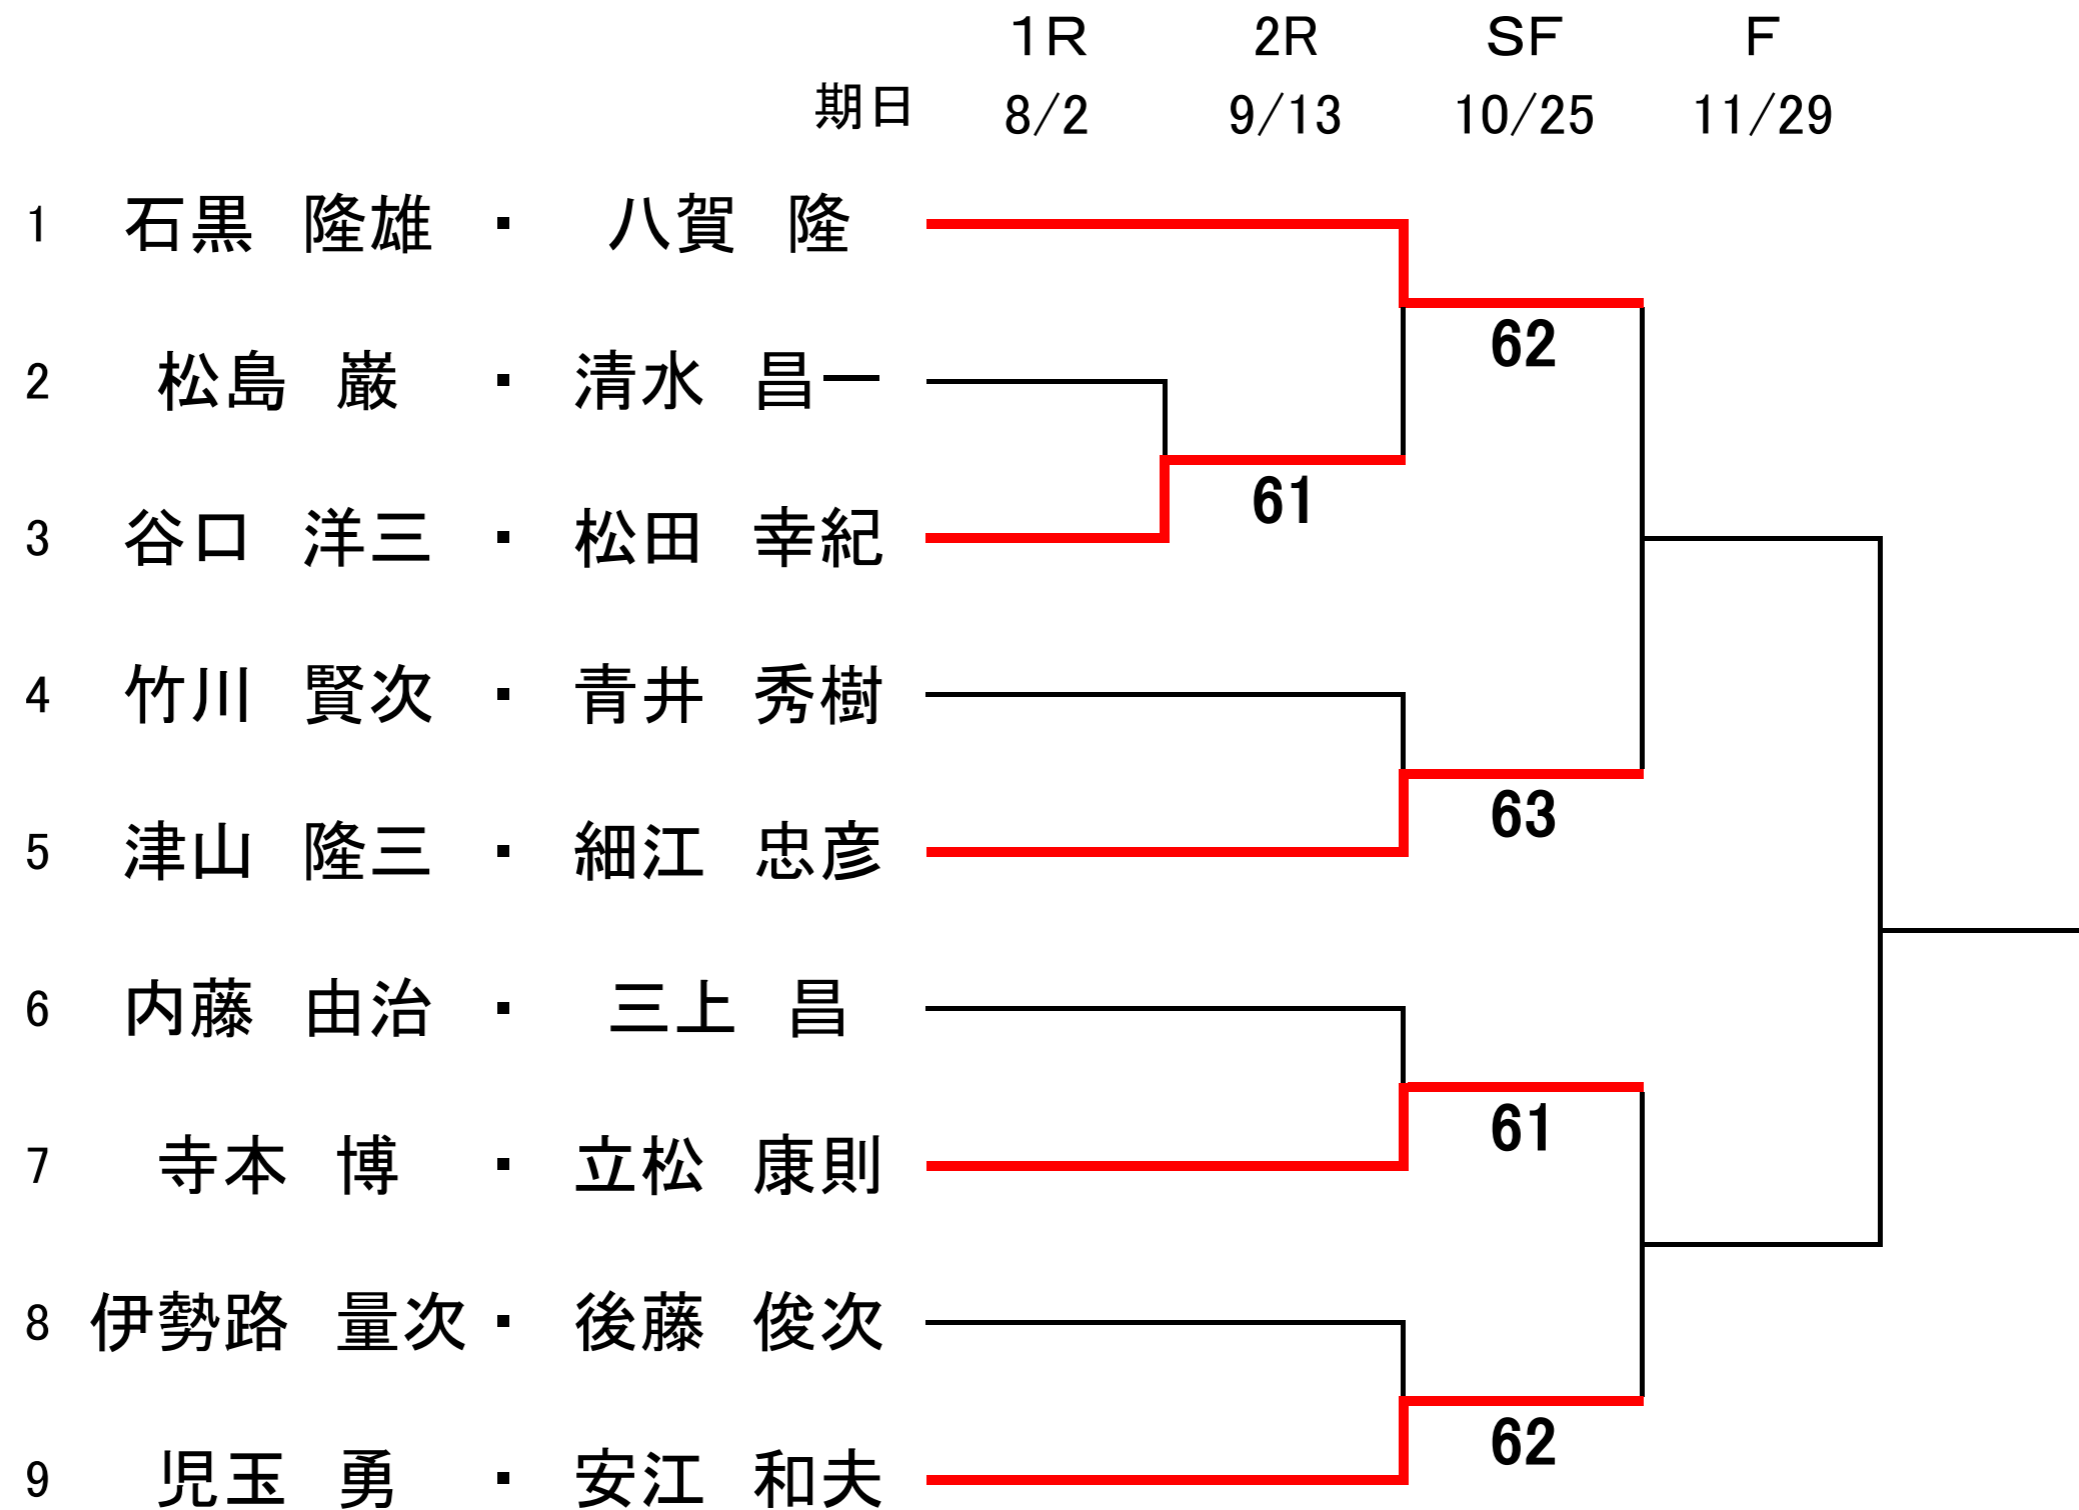 1R 2R SF F
期日 8/2 9/13 10/25 11/29
1 石黒 隆雄 ・ 八賀 隆
62
2 松島 巌 ・ 清水 昌一
61
3 谷口 洋三 ・ 松田 幸紀
4 竹川 賢次 ・ 青井 秀樹
63
5 津山 隆三 ・ 細江 忠彦
6 内藤 由治 ・ 三上 昌
61
7 寺本 博 ・ 立松 康則
8 伊勢路 量次 ・ 後藤 俊次
62
9 児玉 勇 ・ 安江 和夫